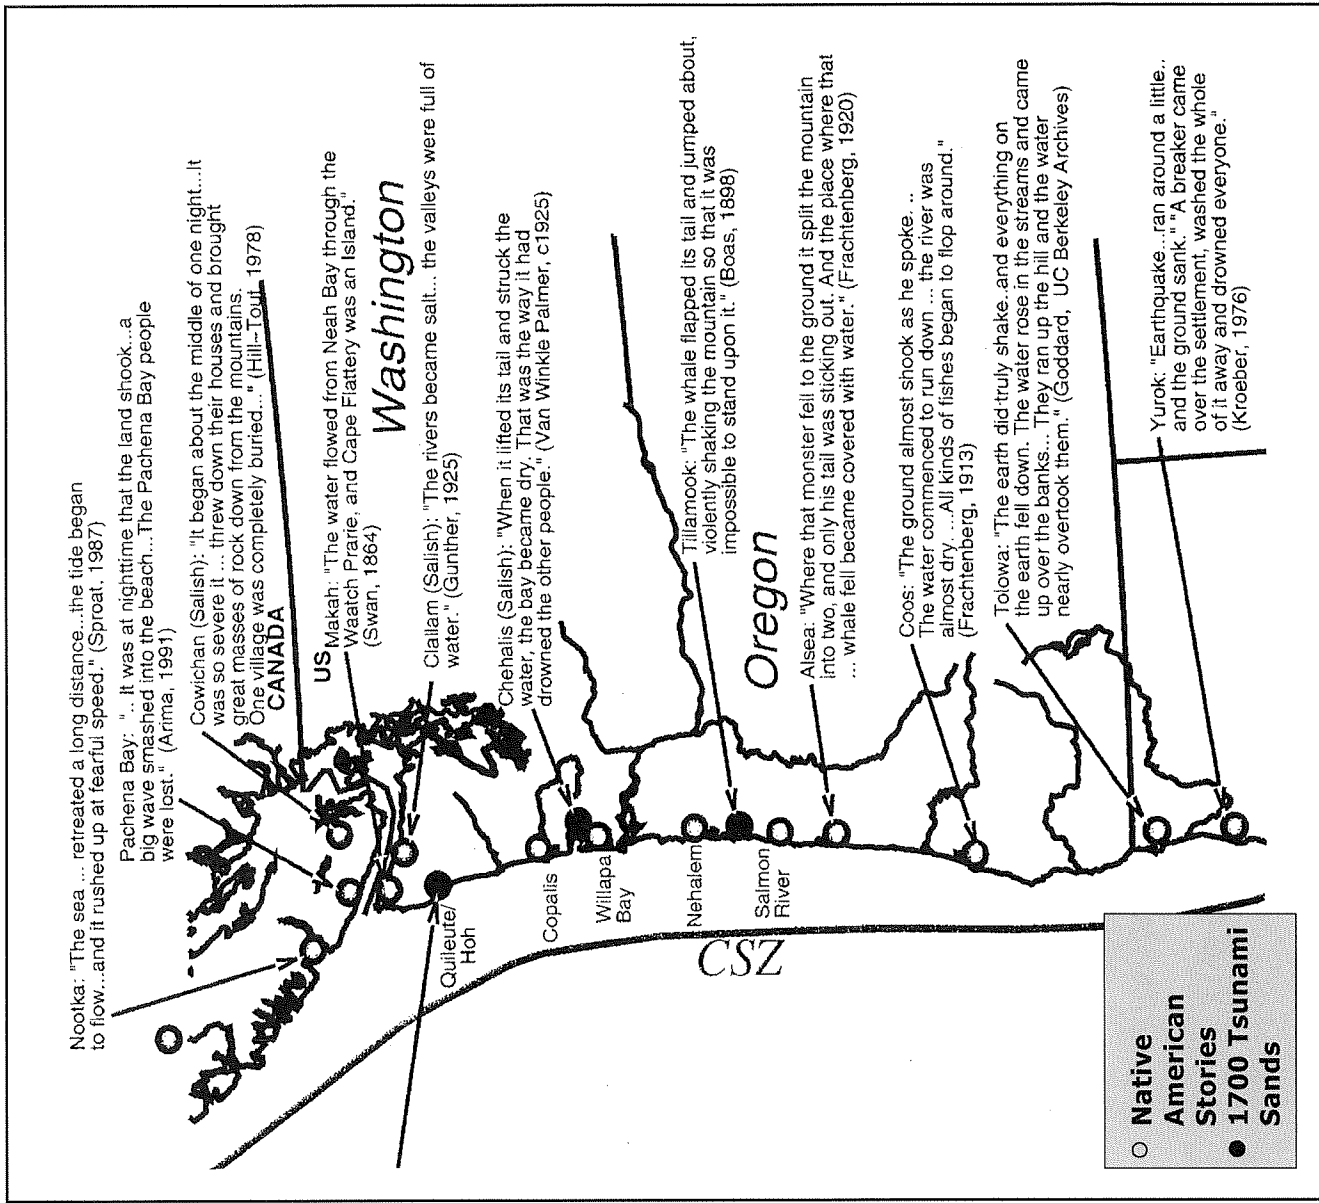 Nootka: "The sea ... retreated a long distance...the tide began
to flow...and it rushed up at fearful speed." (Sproat, 1987)
Pachena Bay: ".. It was at nighttime that the land shook...a
big wave smashed into the beach...The Pachena Bay people
were lost." (Arima, 1991)
Cowichan (Salish): "It began about the middle of one night...It
was so severe it ... threw down their houses and brought
great masses of rock down from the mountains.
One village was completely buried..." (Hill-Tout, 1978)
CANADA
US
Makah: "The water flowed from Neah Bay through the
Waatch Prarie, and Cape Flattery was an Island."
(Swan, 1864)
Washington
Clallam (Salish): "The rivers became salt... the valleys were full of
water." (Gunther, 1925)
Quileute/
Hoh
Chehalis (Salish): "When it lifted its tail and struck the
water, the bay became dry. That was the way it had
drowned the other people." (Van Winkle Palmer, c1925)
Copalis
Willapa
Bay
Tillamook: "The whale flapped its tail and jumped about,
violently shaking the mountain so that it was
impossible to stand upon it." (Boas, 1898)
Nehalem
Salmon
River
CSZ
Oregon
Alsea: "Where that monster fell to the ground it split the mountain
into two, and only his tail was sticking out. And the place where that
... whale fell became covered with water." (Frachtenberg, 1920)
Coos: "The ground almost shook as he spoke. ..
The water commenced to run down ... the river was
almost dry ...All kinds of fishes began to flop around."
(Frachtenberg, 1913)
Tolowa: "The earth did truly shake..and everything on
the earth fell down. The water rose in the streams and came
up over the banks... They ran up the hill and the water
nearly overtook them." (Goddard, UC Berkeley Archives)
Yurok: "Earthquake...ran around a little..
and the ground sank." "A breaker came
over the settlement, washed the whole
of it away and drowned everyone."
(Kroeber, 1976)
Native
American
Stories
1700 Tsunami
Sands